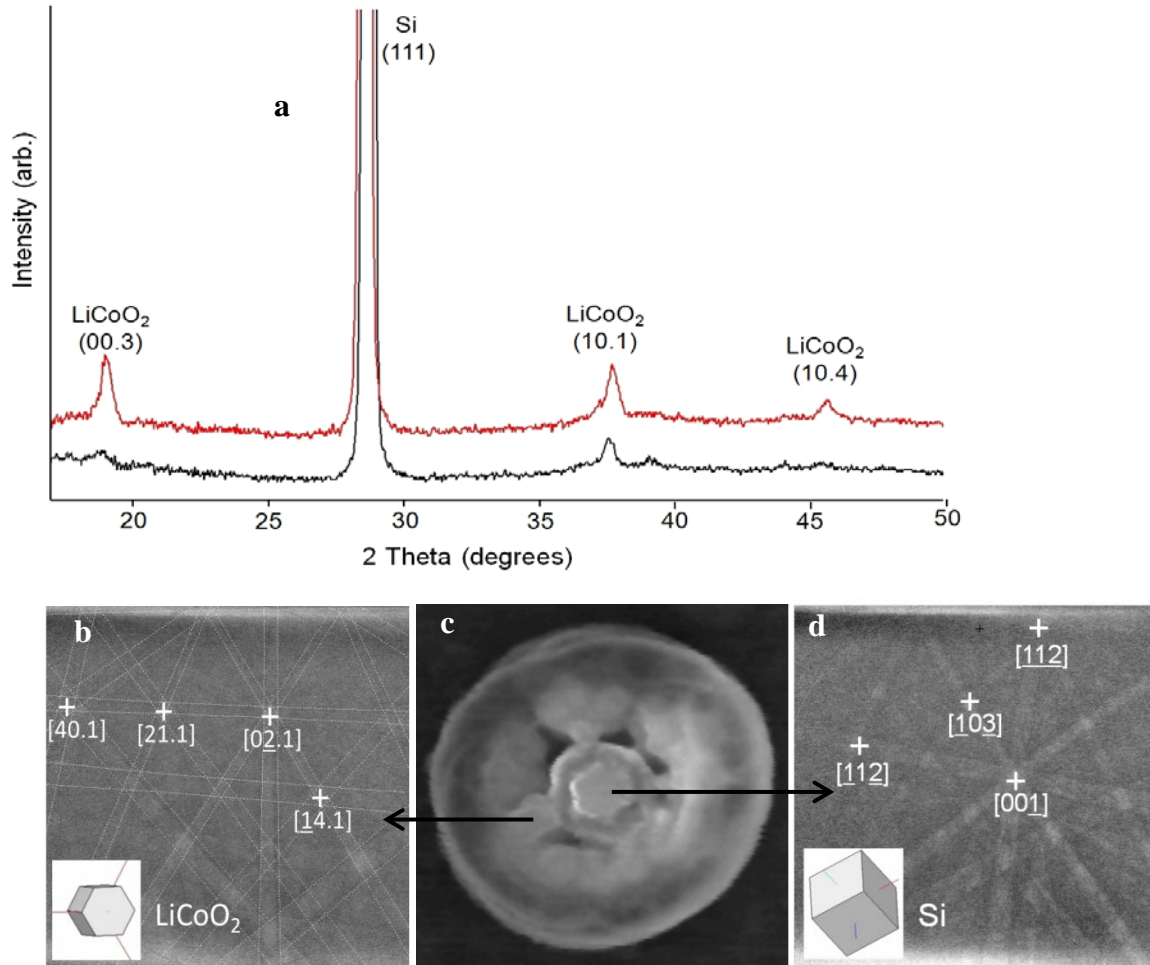 Si
(111)
a
Intensity (arb.)
LiCoO₂
(00.3)
LiCoO₂
(10.1)
LiCoO₂
(10.4)
20 25 30 35 40 45 50
2 Theta (degrees)
b
[40.1] [21.1] [02.1]
[14.1]
LiCoO₂
c
d
[112]
[103]
[112]
[001]
Si